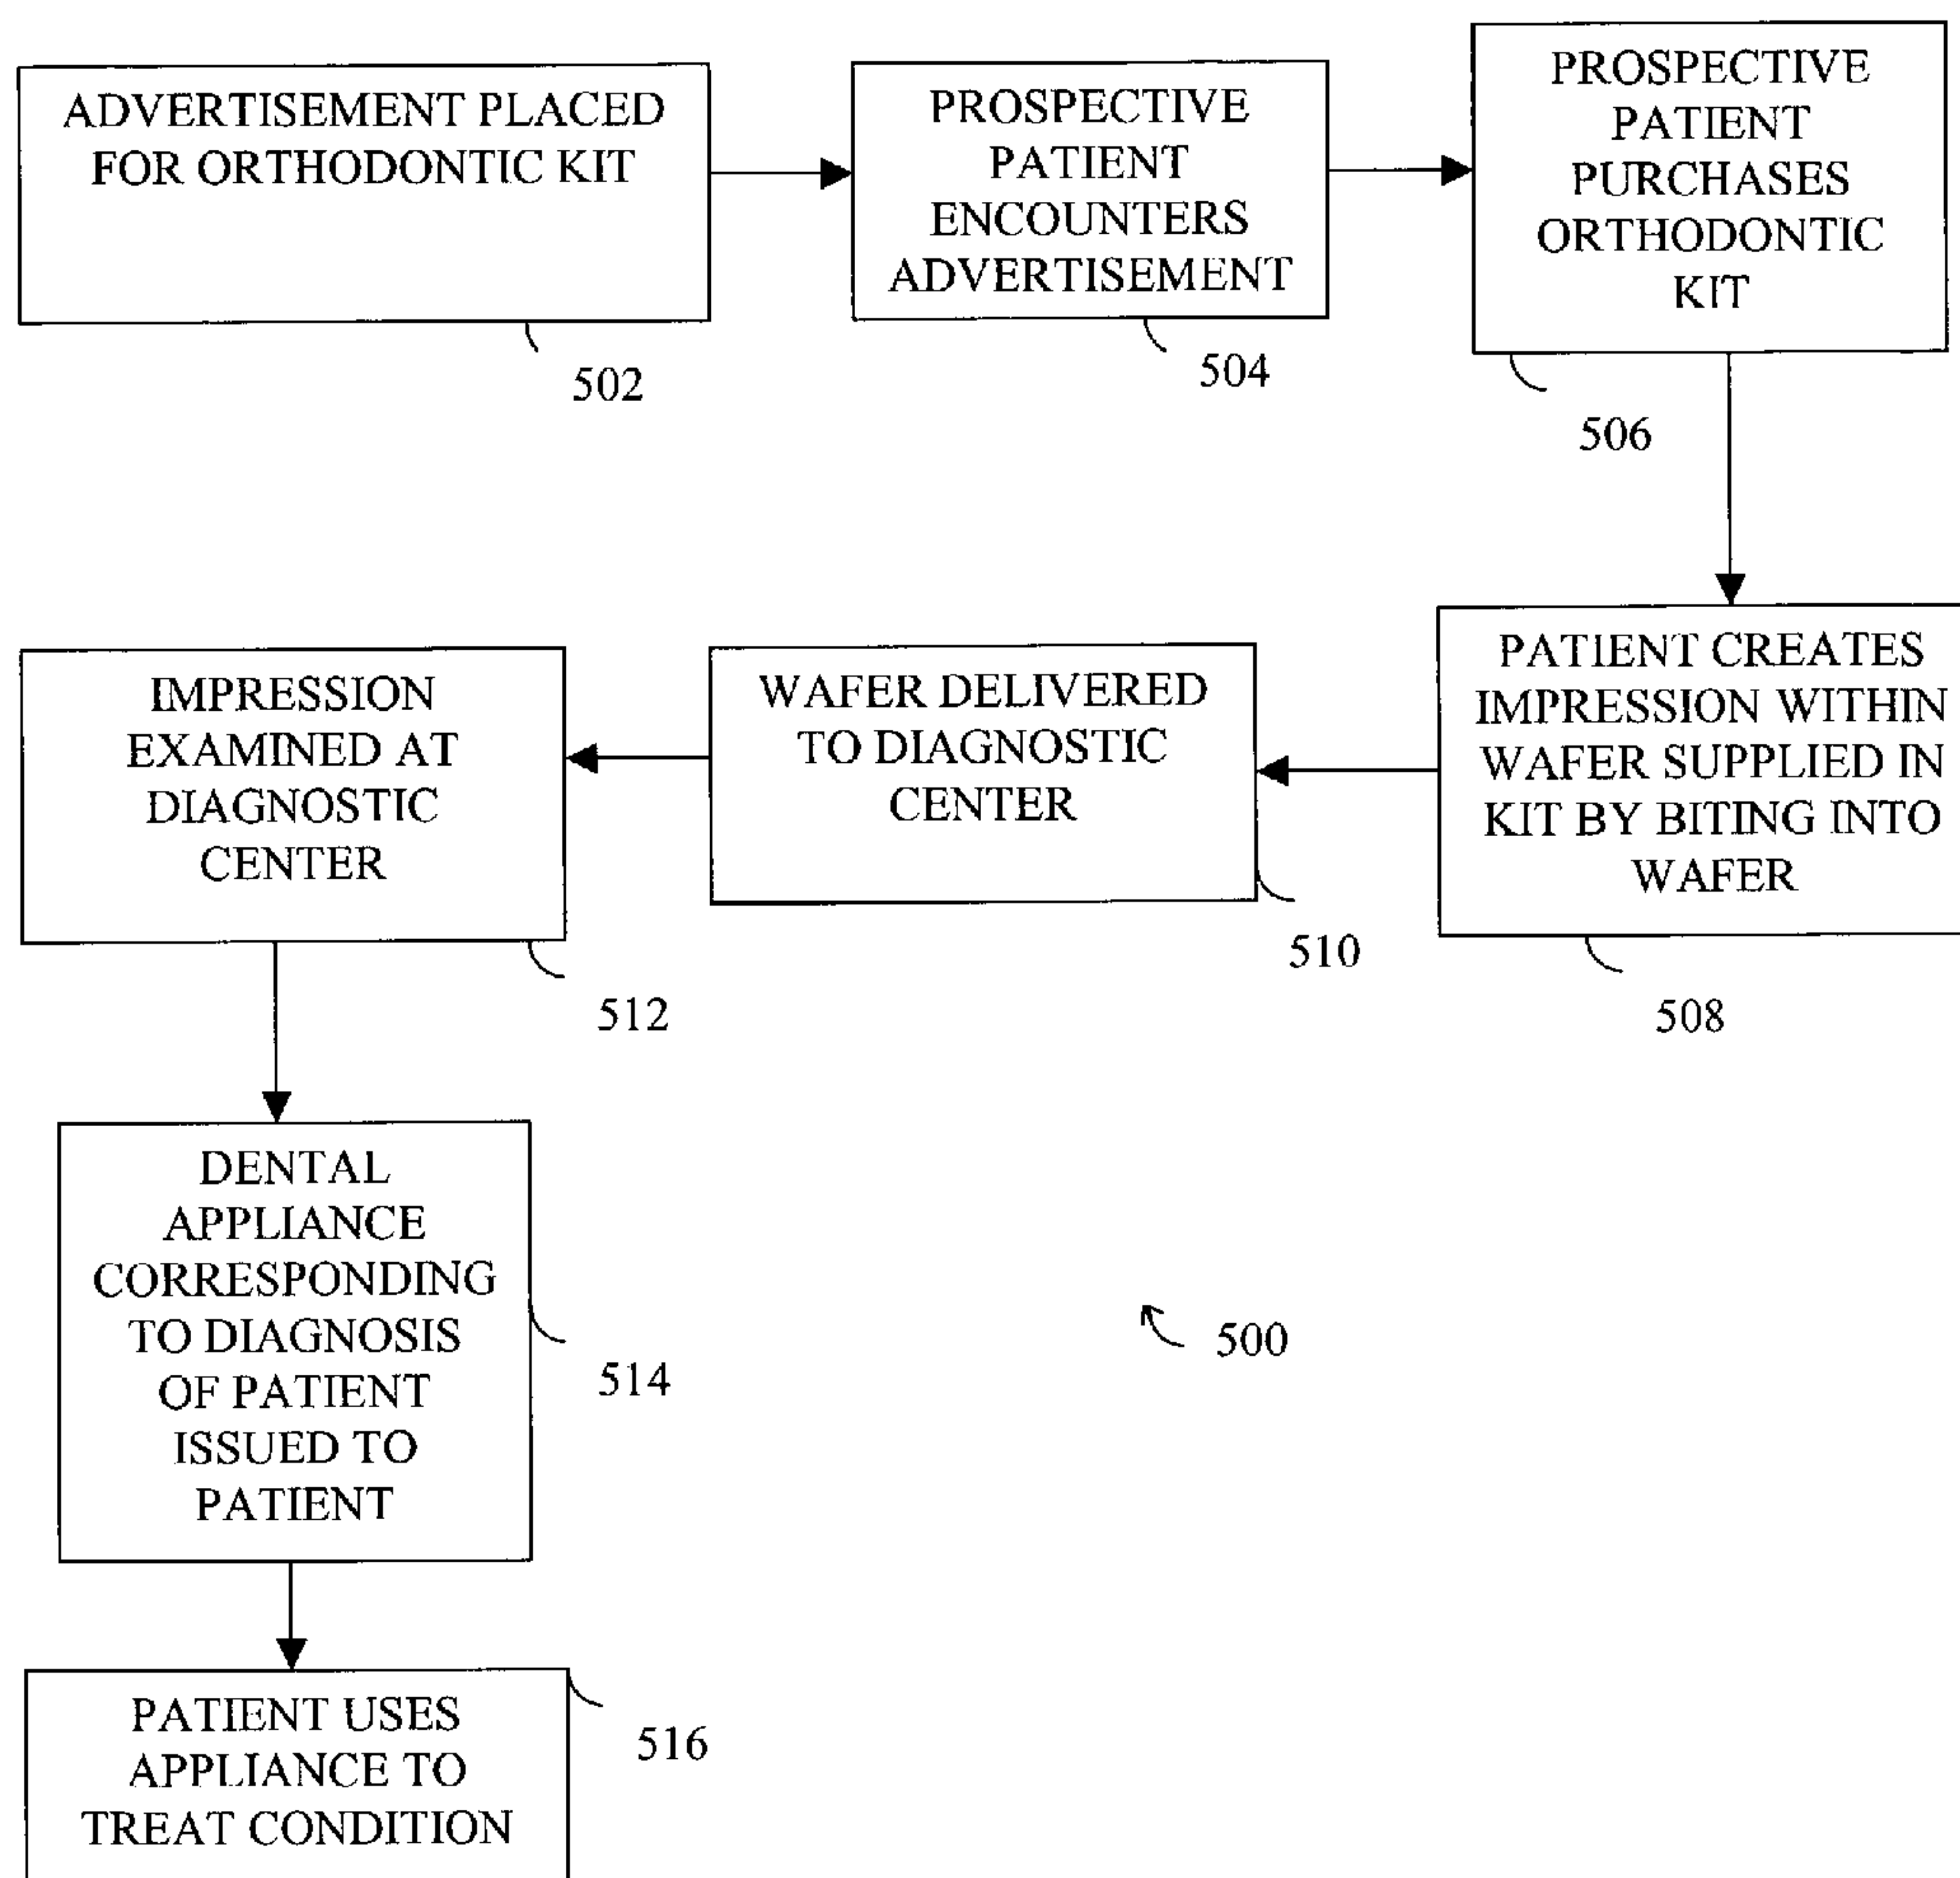 ADVERTISEMENT PLACED
FOR ORTHODONTIC KIT
502
PROSPECTIVE
PATIENT
ENCOUNTERS
ADVERTISEMENT
504
PROSPECTIVE
PATIENT
PURCHASES
ORTHODONTIC
KIT
506
PATIENT CREATES
IMPRESSION WITHIN
WAFER SUPPLIED IN
KIT BY BITING INTO
WAFER
508
WAFER DELIVERED
TO DIAGNOSTIC
CENTER
510
IMPRESSION
EXAMINED AT
DIAGNOSTIC
CENTER
512
DENTAL
APPLIANCE
CORRESPONDING
TO DIAGNOSIS
OF PATIENT
ISSUED TO
PATIENT
514
500
PATIENT USES
APPLIANCE TO
TREAT CONDITION
516